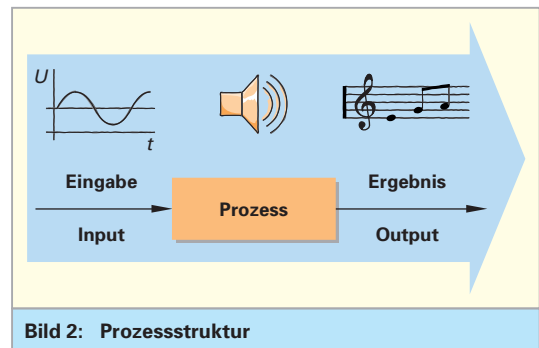 U
t
Eingabe
Ergebnis
Prozess
Input
Output
Bild 2: Prozessstruktur